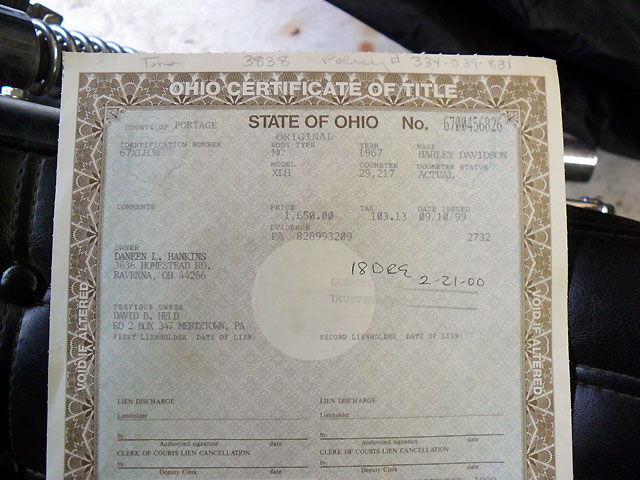 3838 Policy # 334-039-831
OHIO CERTIFICATE OF TITLE
COUNTY OF PORTAGE STATE OF OHIO No. 6700456826
ORIGINAL
IDENTIFICATION NUMBER BODY TYPE YEAR MAKE
MC 1967 HARLEY DAVIDSON
MODEL ODOMETER ODOMETER STATUS
XLH 29,217 ACTUAL
COMMENTS PRICE TAX DATE ISSUED
1,650.00 103.13 09/10/99
EVIDENCE
PA 828993209 2732
OWNER
DANEEN L. HANKINS
3636 HOMESTEAD RD.
RAVENNA, OH 44266
2-21-00
PREVIOUS OWNER
DAVID B. HELD
RD 2 BOX 347 MERTZTOWN, PA
FIRST LIENHOLDER DATE OF LIEN: SECOND LIENHOLDER DATE OF LIEN:
VOID IF ALTERED
VOID IF ALTERED
LIEN DISCHARGE LIEN DISCHARGE
Lienholder Lienholder
by by
Authorized signature date Authorized signature date
CLERK OF COURTS LIEN CANCELLATION CLERK OF COURTS LIEN CANCELLATION
by by
Deputy Clerk date Deputy Clerk date